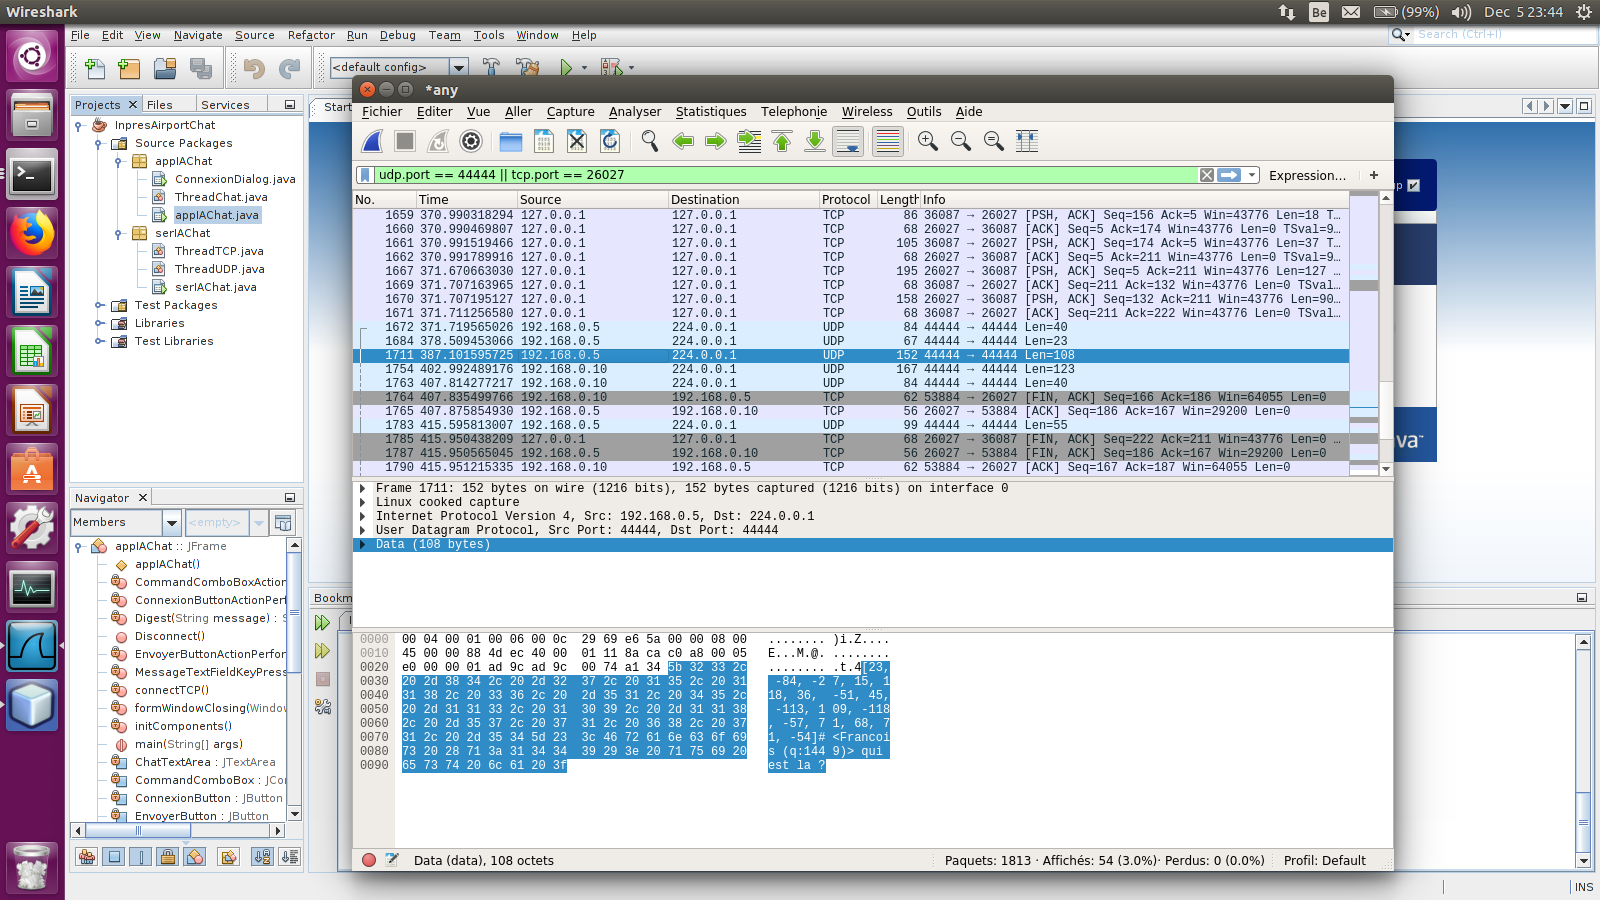 Wireshark
Be
(99%)
Dec 5 23:44
File Edit View Navigate Source Refactor Run Debug Team Tools Window Help
Search (Ctrl+I)
<default config>
Projects Files Services
Start
InpresAirportChat
Source Packages
appIAChat
ConnexionDialog.java
ThreadChat.java
appIAChat.java
serIAChat
ThreadTCP.java
ThreadUDP.java
serIAChat.java
Test Packages
Libraries
Test Libraries
Navigator
Members
<empty>
appIAChat :: JFrame
appIAChat()
CommandComboBoxAction
ConnexionButtonActionPerf
Digest(String message) : S
Disconnect()
EnvoyerButtonActionPerfor
MessageTextFieldKeyPress
connectTCP()
formWindowClosing(Windo
initComponents()
main(String[] args)
ChatTextArea : JTextArea
CommandComboBox : JCo
ConnexionButton : JButton
EnvoyerButton : JButton
Bookm
*any
Fichier Editer Vue Aller Capture Analyser Statistiques Telephonie Wireless Outils Aide
udp.port == 44444 || tcp.port == 26027
Expression... +
No. Time Source Destination Protocol Length Info
1659 370.990318294 127.0.0.1 127.0.0.1 TCP 86 36087 → 26027 [PSH, ACK] Seq=156 Ack=5 Win=43776 Len=18 T…
1660 370.990469807 127.0.0.1 127.0.0.1 TCP 68 26027 → 36087 [ACK] Seq=5 Ack=174 Win=43776 Len=0 TSval=9…
1661 370.991519466 127.0.0.1 127.0.0.1 TCP 105 36087 → 26027 [PSH, ACK] Seq=174 Ack=5 Win=43776 Len=37 T…
1662 370.991789916 127.0.0.1 127.0.0.1 TCP 68 26027 → 36087 [ACK] Seq=5 Ack=211 Win=43776 Len=0 TSval=9…
1667 371.670663030 127.0.0.1 127.0.0.1 TCP 195 26027 → 36087 [PSH, ACK] Seq=5 Ack=211 Win=43776 Len=127 …
1669 371.707163965 127.0.0.1 127.0.0.1 TCP 68 36087 → 26027 [ACK] Seq=211 Ack=132 Win=43776 Len=0 TSval…
1670 371.707195127 127.0.0.1 127.0.0.1 TCP 158 26027 → 36087 [PSH, ACK] Seq=132 Ack=211 Win=43776 Len=90…
1671 371.711256580 127.0.0.1 127.0.0.1 TCP 68 36087 → 26027 [ACK] Seq=211 Ack=222 Win=43776 Len=0 TSval…
1672 371.719565026 192.168.0.5 224.0.0.1 UDP 84 44444 → 44444 Len=40
1684 378.509453066 192.168.0.5 224.0.0.1 UDP 67 44444 → 44444 Len=23
1711 387.101595725 192.168.0.5 224.0.0.1 UDP 152 44444 → 44444 Len=108
1754 402.992489176 192.168.0.10 224.0.0.1 UDP 167 44444 → 44444 Len=123
1763 407.814277217 192.168.0.10 224.0.0.1 UDP 84 44444 → 44444 Len=40
1764 407.835499766 192.168.0.10 192.168.0.5 TCP 62 53884 → 26027 [FIN, ACK] Seq=166 Ack=186 Win=64055 Len=0
1765 407.875854930 192.168.0.5 192.168.0.10 TCP 56 26027 → 53884 [ACK] Seq=186 Ack=167 Win=29200 Len=0
1783 415.595813007 192.168.0.5 224.0.0.1 UDP 99 44444 → 44444 Len=55
1785 415.950438209 127.0.0.1 127.0.0.1 TCP 68 26027 → 36087 [FIN, ACK] Seq=222 Ack=211 Win=43776 Len=0 …
1787 415.950565045 192.168.0.5 192.168.0.10 TCP 56 26027 → 53884 [FIN, ACK] Seq=186 Ack=167 Win=29200 Len=0
1790 415.951215335 192.168.0.10 192.168.0.5 TCP 62 53884 → 26027 [ACK] Seq=167 Ack=187 Win=64055 Len=0
Frame 1711: 152 bytes on wire (1216 bits), 152 bytes captured (1216 bits) on interface 0
Linux cooked capture
Internet Protocol Version 4, Src: 192.168.0.5, Dst: 224.0.0.1
User Datagram Protocol, Src Port: 44444, Dst Port: 44444
Data (108 bytes)
0000 00 04 00 01 00 06 00 0c 29 69 e6 5a 00 00 08 00 ........ )i.Z....
0010 45 00 00 88 4d ec 40 00 01 11 8a ca c0 a8 00 05 E...M.@. ........
0020 e0 00 00 01 ad 9c ad 9c 00 74 a1 34 5b 32 33 2c ........ .t.4[23,
0030 20 2d 38 34 2c 20 2d 32 37 2c 20 31 35 2c 20 31 -84, -2 7, 15, 1
0040 31 38 2c 20 33 36 2c 20 2d 35 31 2c 20 34 35 2c 18, 36, -51, 45,
0050 20 2d 31 31 33 2c 20 31 30 39 2c 20 2d 31 31 38 -113, 1 09, -118
0060 2c 20 2d 35 37 2c 20 37 31 2c 20 36 38 2c 20 37 , -57, 7 1, 68, 7
0070 31 2c 20 2d 35 34 5d 23 3c 46 72 61 6e 63 6f 69 1, -54]# <Francoi
0080 73 20 28 71 3a 31 34 34 39 29 3e 20 71 75 69 20 s (q:144 9)> qui
0090 65 73 74 20 6c 61 20 3f est la ?
Data (data), 108 octets
Paquets: 1813 · Affichés: 54 (3.0%)· Perdus: 0 (0.0%)
Profil: Default
p
va™
INS